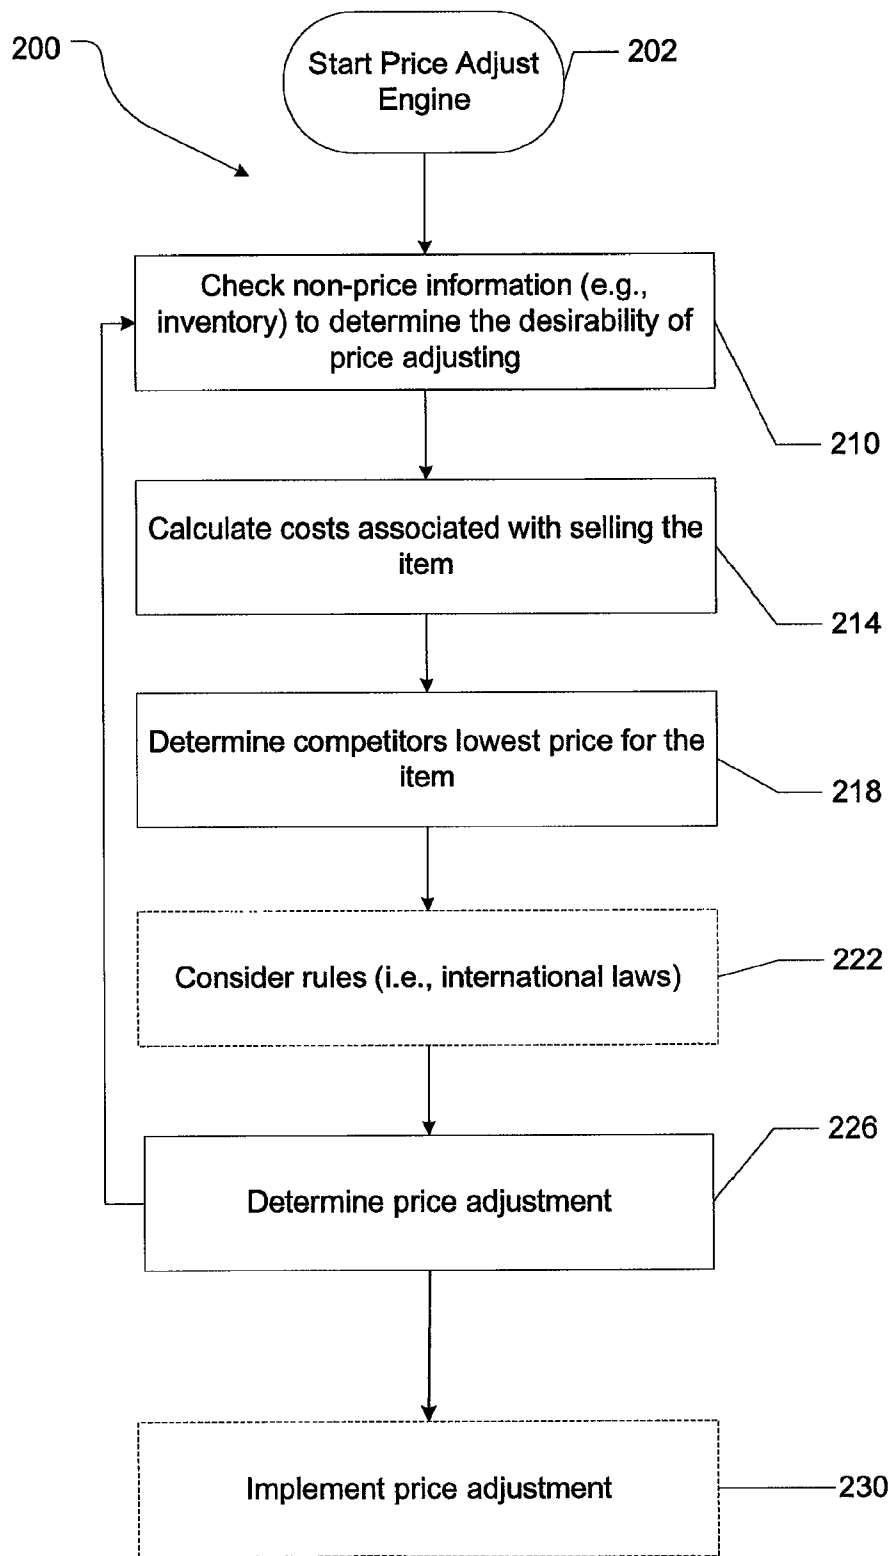 200
Start Price Adjust
Engine
202
Check non-price information (e.g.,
inventory) to determine the desirability of
price adjusting
210
Calculate costs associated with selling the
item
214
Determine competitors lowest price for the
item
218
Consider rules (i.e., international laws)
222
226
Determine price adjustment
Implement price adjustment
230